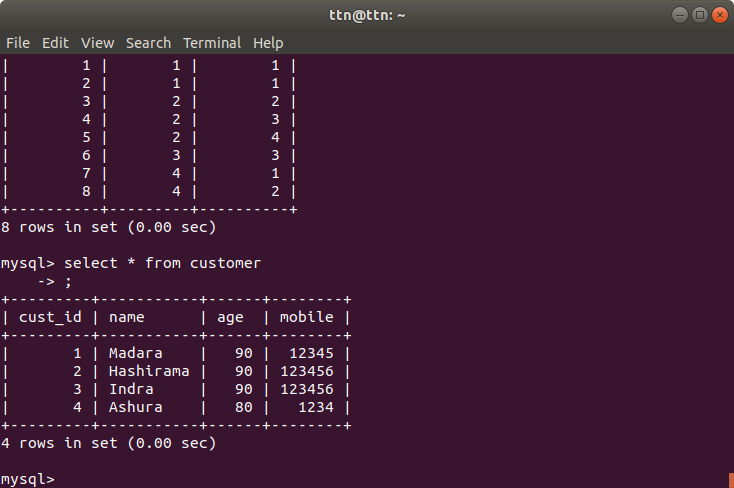 ttn@ttn: ~
File Edit View Search Terminal Help
|        1 |       1 |        1 |
|        2 |       1 |        1 |
|        3 |       2 |        2 |
|        4 |       2 |        3 |
|        5 |       2 |        4 |
|        6 |       3 |        3 |
|        7 |       4 |        1 |
|        8 |       4 |        2 |
+----------+---------+----------+
8 rows in set (0.00 sec)
mysql> select * from customer
    -> ;
+---------+-----------+------+--------+
| cust_id | name      | age  | mobile |
+---------+-----------+------+--------+
|       1 | Madara    |   90 |  12345 |
|       2 | Hashirama |   90 | 123456 |
|       3 | Indra     |   90 | 123456 |
|       4 | Ashura    |   80 |   1234 |
+---------+-----------+------+--------+
4 rows in set (0.00 sec)
mysql>